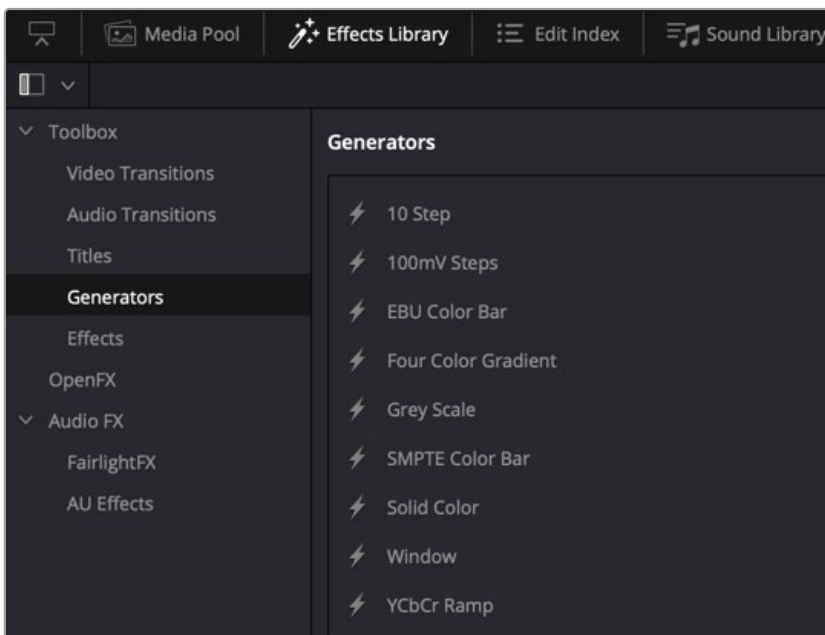 Media Pool
Effects Library
Edit Index
Sound Library
Toolbox
Video Transitions
Audio Transitions
Titles
Generators
Effects
OpenFX
Audio FX
FairlightFX
AU Effects
Generators
10 Step
100mV Steps
EBU Color Bar
Four Color Gradient
Grey Scale
SMPTE Color Bar
Solid Color
Window
YCbCr Ramp